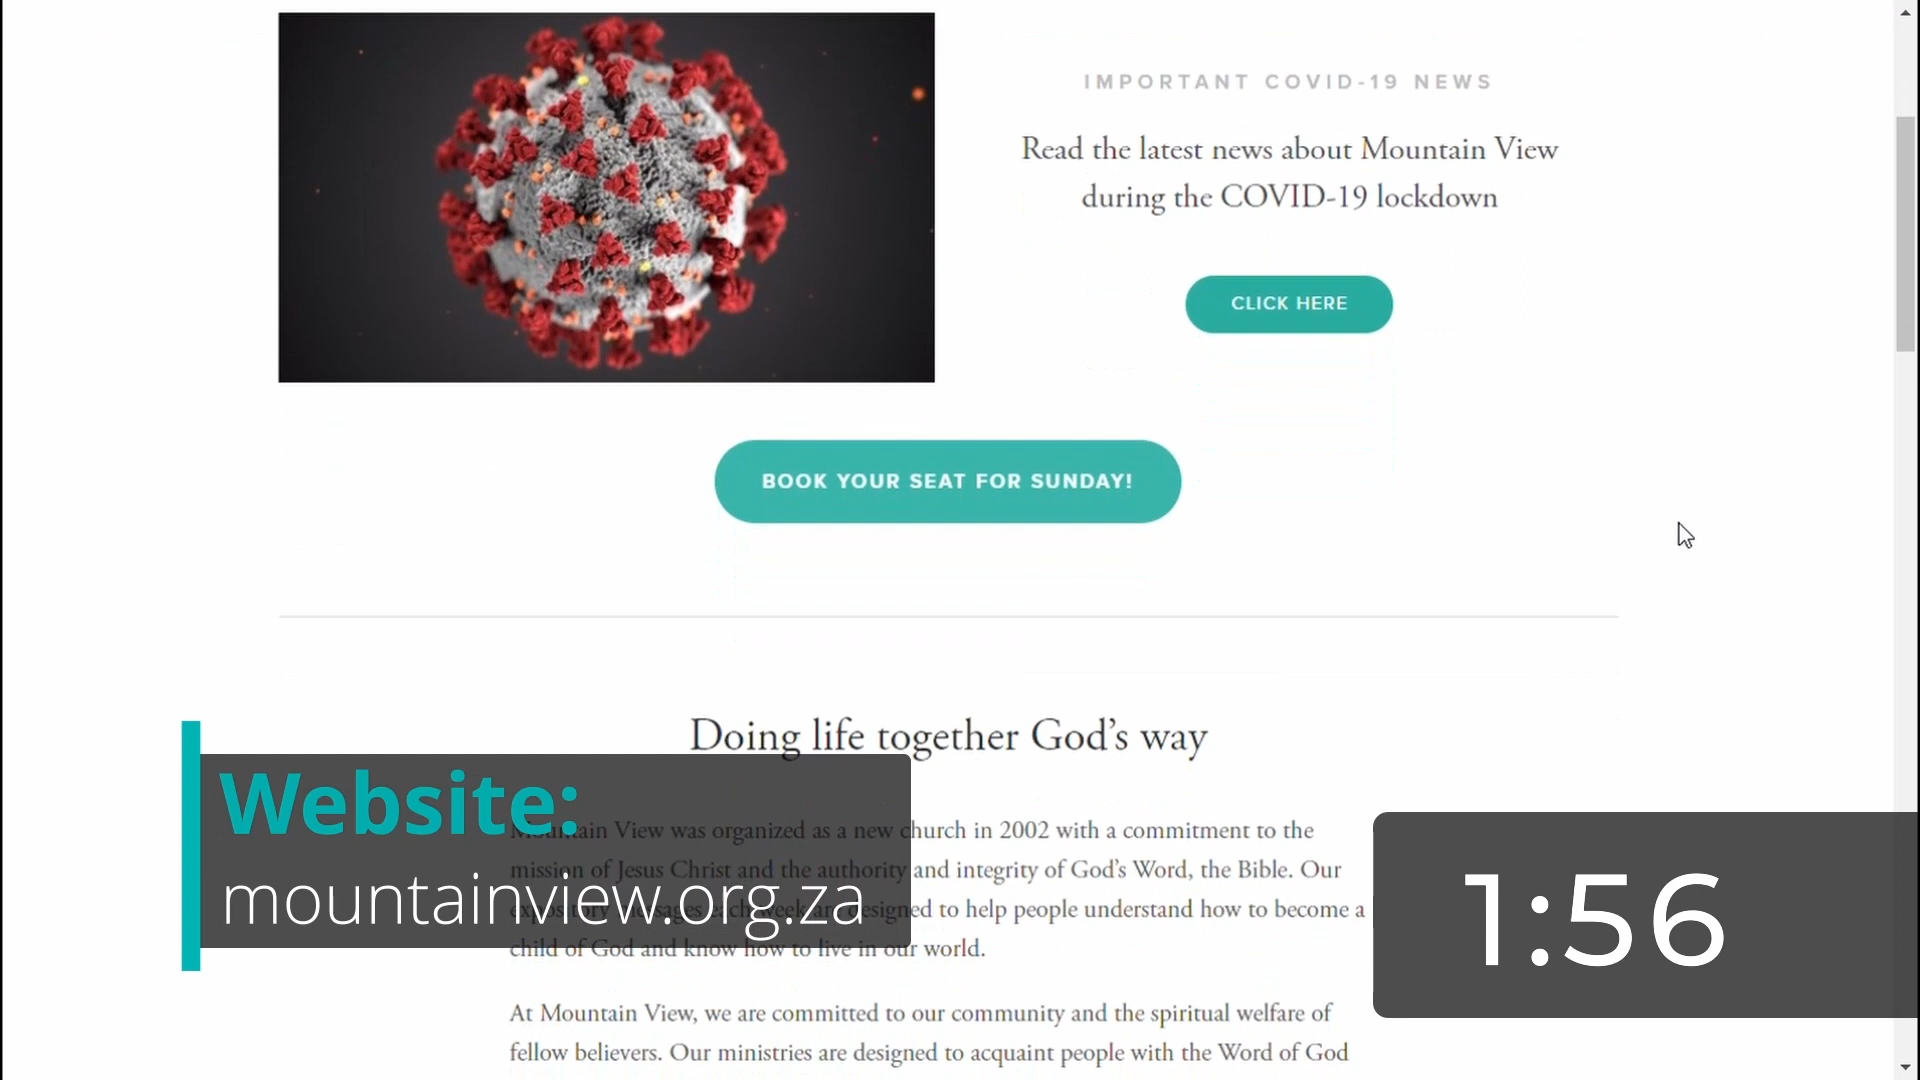 IMPORTANT COVID-19 NEWS
Read the latest news about Mountain View
during the COVID-19 lockdown
CLICK HERE
BOOK YOUR SEAT FOR SUNDAY!
Doing life together God's way
Website:
mountainview.org.za
Mountain View was organized as a new church in 2002 with a commitment to the
mission of Jesus Christ and the authority and integrity of God's Word, the Bible. Our
expository messages each week are designed to help people understand how to become a
child of God and know how to live in our world.
1:56
At Mountain View, we are committed to our community and the spiritual welfare of
fellow believers. Our ministries are designed to acquaint people with the Word of God